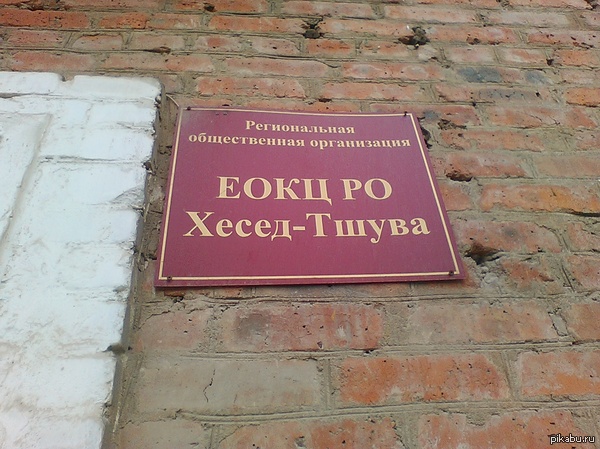 Региональная
общественная организация
ЕОКЦ РО
Хесед-Тшува
pikabu.ru